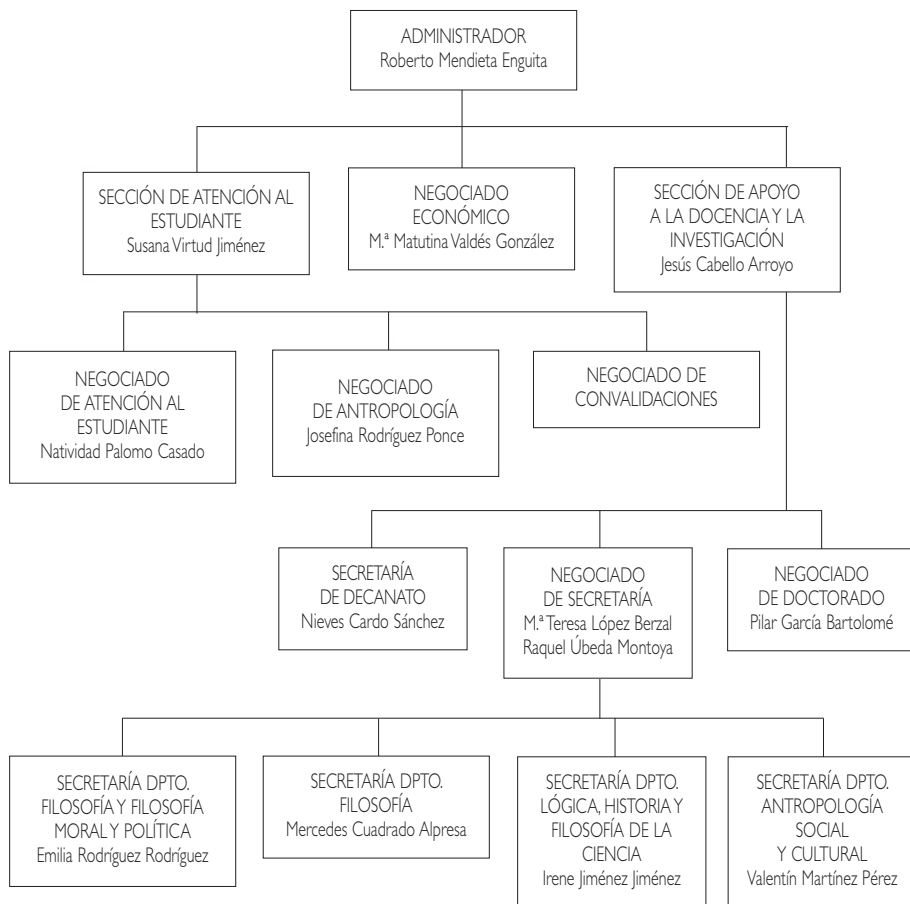 ADMINISTRADOR
Roberto Mendieta Enguita
SECCIÓN DE ATENCIÓN AL
ESTUDIANTE
Susana Virtud Jiménez
NEGOCIADO
ECONÓMICO
M.ª Matutina Valdés González
SECCIÓN DE APOYO
A LA DOCENCIA Y LA
INVESTIGACIÓN
Jesús Cabello Arroyo
NEGOCIADO
DE ATENCIÓN AL
ESTUDIANTE
Natividad Palomo Casado
NEGOCIADO
DE ANTROPOLOGÍA
Josefina Rodríguez Ponce
NEGOCIADO DE
CONVALIDACIONES
SECRETARÍA
DE DECANATO
Nieves Cardo Sánchez
NEGOCIADO
DE SECRETARÍA
M.ª Teresa López Berzal
Raquel Úbeda Montoya
NEGOCIADO
DE DOCTORADO
Pilar García Bartolomé
SECRETARÍA DPTO.
FILOSOFÍA Y FILOSOFÍA
MORAL Y POLÍTICA
Emilia Rodríguez Rodríguez
SECRETARÍA DPTO.
FILOSOFÍA
Mercedes Cuadrado Alpresa
SECRETARÍA DPTO.
LÓGICA, HISTORIA Y
FILOSOFÍA DE LA
CIENCIA
Irene Jiménez Jiménez
SECRETARÍA DPTO.
ANTROPOLOGÍA
SOCIAL
Y CULTURAL
Valentín Martínez Pérez